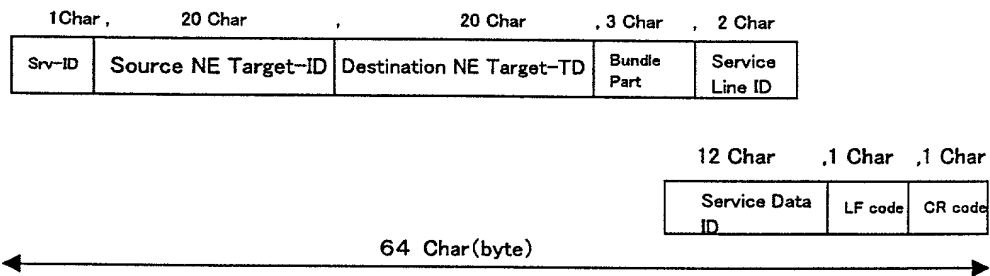 1Char , 20 Char , 20 Char , 3 Char , 2 Char
Srv-ID Source NE Target-ID Destination NE Target-TD Bundle Part Service Line ID
12 Char ,1 Char ,1 Char
Service Data ID LF code CR code
64 Char(byte)